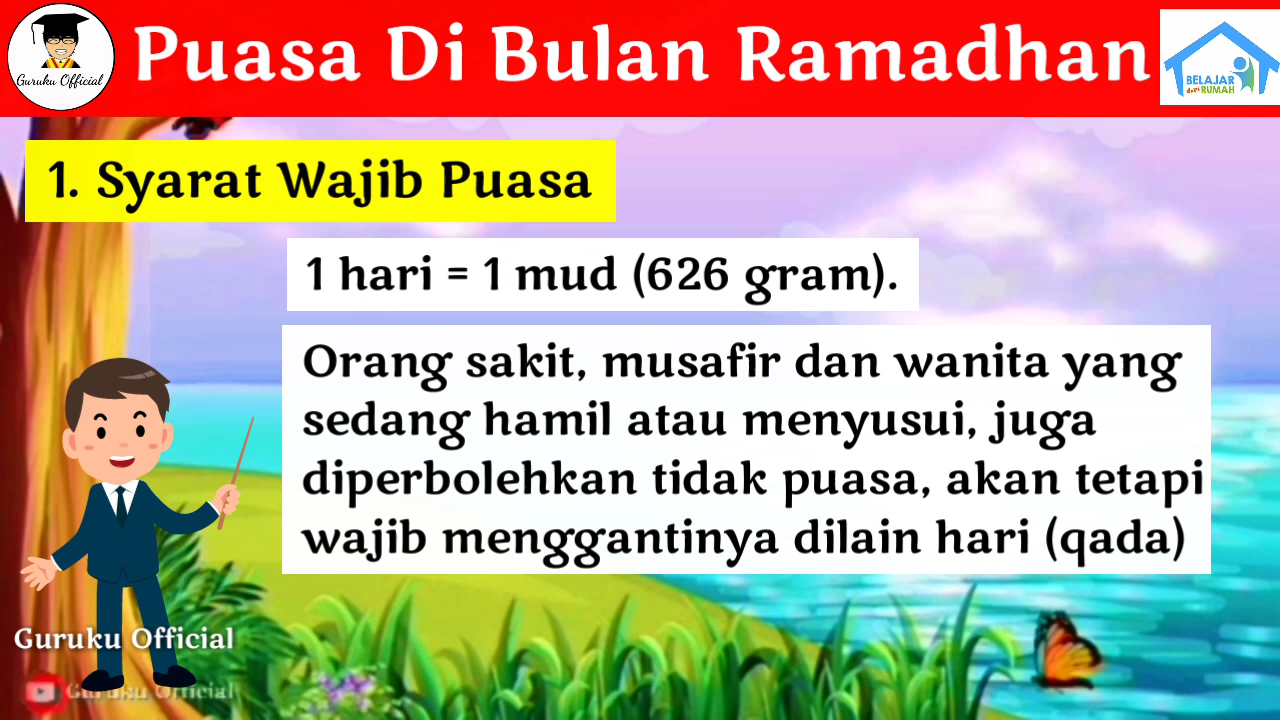 Puasa Di Bulan Ramadhan
Guruku Official
BELAJAR
dari RUMAH
1. Syarat Wajib Puasa
1 hari = 1 mud (626 gram).
Orang sakit, musafir dan wanita yang
sedang hamil atau menyusui, juga
diperbolehkan tidak puasa, akan tetapi
wajib menggantinya dilain hari (qada)
Guruku Official
Guruku Official